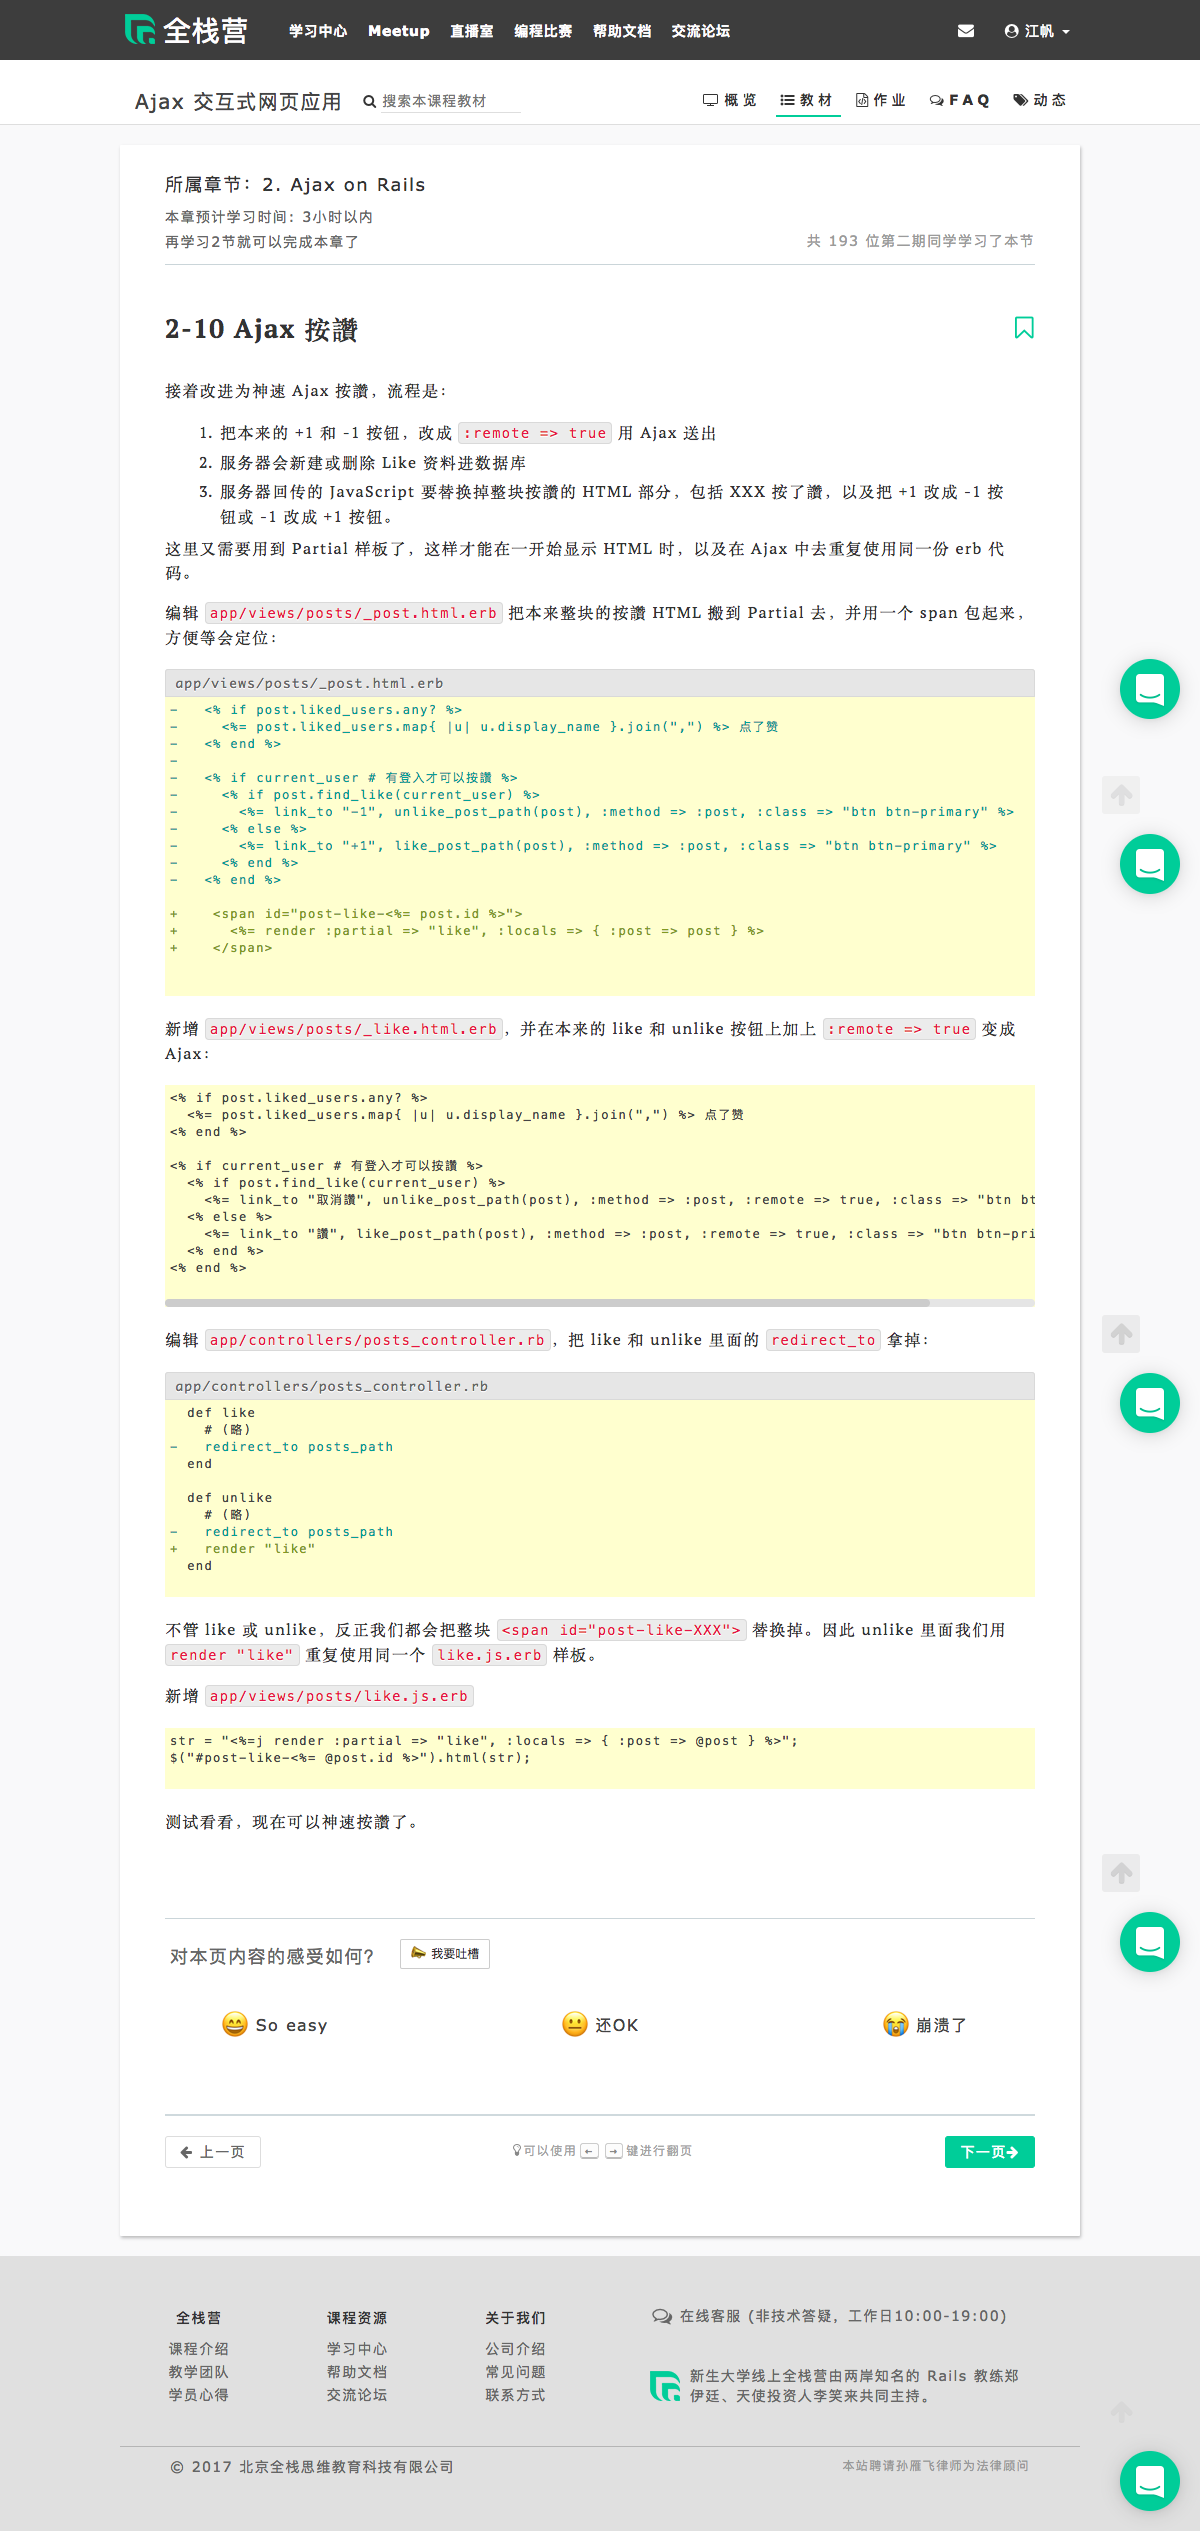 全栈营 学习中心 Meetup 直播室 编程比赛 帮助文档 交流论坛 江帆
Ajax 交互式网页应用 搜索本课程教材 概览 教材 作业 FAQ 动态
所属章节：2. Ajax on Rails
本章预计学习时间：3小时以内
再学习2节就可以完成本章了 共 193 位第二期同学学习了本节
2-10 Ajax 按讚
接着改进为神速 Ajax 按讚，流程是：
1. 把本来的 +1 和 -1 按钮，改成 :remote => true 用 Ajax 送出
2. 服务器会新建或删除 Like 资料进数据库
3. 服务器回传的 JavaScript 要替换掉整块按讚的 HTML 部分，包括 XXX 按了讚，以及把 +1 改成 -1 按
钮或 -1 改成 +1 按钮。
这里又需要用到 Partial 样板了，这样才能在一开始显示 HTML 时，以及在 Ajax 中去重复使用同一份 erb 代
码。
编辑 app/views/posts/_post.html.erb 把本来整块的按讚 HTML 搬到 Partial 去，并用一个 span 包起来，
方便等会定位：
app/views/posts/_post.html.erb
-   <% if post.liked_users.any? %>
-     <%= post.liked_users.map{ |u| u.display_name }.join(",") %> 点了赞
-   <% end %>
-
-   <% if current_user # 有登入才可以按讚 %>
-     <% if post.find_like(current_user) %>
-       <%= link_to "-1", unlike_post_path(post), :method => :post, :class => "btn btn-primary" %>
-     <% else %>
-       <%= link_to "+1", like_post_path(post), :method => :post, :class => "btn btn-primary" %>
-     <% end %>
-   <% end %>
+    <span id="post-like-<%= post.id %>">
+      <%= render :partial => "like", :locals => { :post => post } %>
+    </span>
新增 app/views/posts/_like.html.erb，并在本来的 like 和 unlike 按钮上加上 :remote => true 变成
Ajax：
<% if post.liked_users.any? %>
  <%= post.liked_users.map{ |u| u.display_name }.join(",") %> 点了赞
<% end %>
<% if current_user # 有登入才可以按讚 %>
  <% if post.find_like(current_user) %>
    <%= link_to "取消讚", unlike_post_path(post), :method => :post, :remote => true, :class => "btn bt
  <% else %>
    <%= link_to "讚", like_post_path(post), :method => :post, :remote => true, :class => "btn btn-pri
  <% end %>
<% end %>
编辑 app/controllers/posts_controller.rb，把 like 和 unlike 里面的 redirect_to 拿掉：
app/controllers/posts_controller.rb
  def like
    # (略)
-   redirect_to posts_path
  end
  def unlike
    # (略)
-   redirect_to posts_path
+   render "like"
  end
不管 like 或 unlike，反正我们都会把整块 <span id="post-like-XXX"> 替换掉。因此 unlike 里面我们用
render "like" 重复使用同一个 like.js.erb 样板。
新增 app/views/posts/like.js.erb
str = "<%=j render :partial => "like", :locals => { :post => @post } %>";
$("#post-like-<%= @post.id %>").html(str);
测试看看，现在可以神速按讚了。
对本页内容的感受如何? 我要吐槽
So easy 还OK 崩溃了
上一页 可以使用 ← → 键进行翻页 下一页
全栈营 课程资源 关于我们 在线客服 (非技术答疑，工作日10:00-19:00)
课程介绍 学习中心 公司介绍
教学团队 帮助文档 常见问题 新生大学线上全栈营由两岸知名的 Rails 教练郑
学员心得 交流论坛 联系方式 伊廷、天使投资人李笑来共同主持。
© 2017 北京全栈思维教育科技有限公司 本站聘请孙雁飞律师为法律顾问